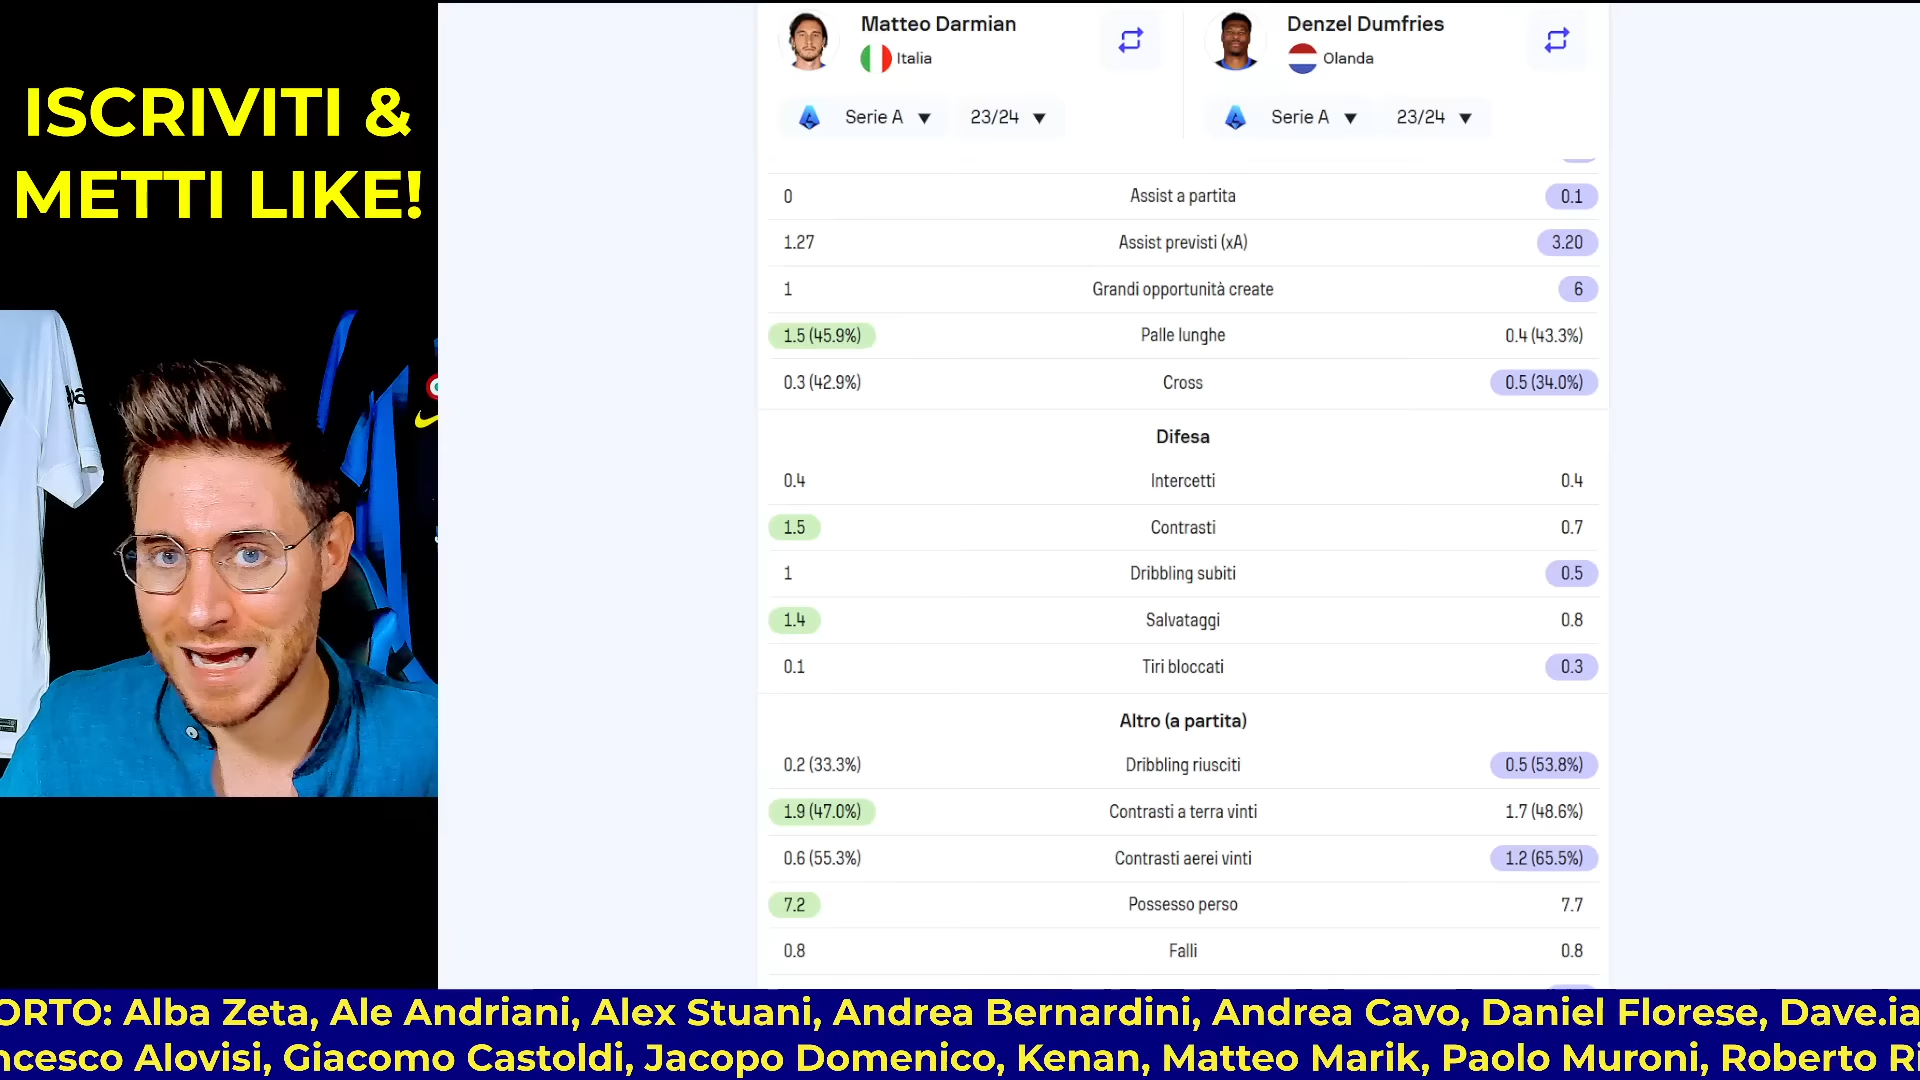 ISCRIVITI &
METTI LIKE!
Matteo Darmian
Italia
Denzel Dumfries
Olanda
Serie A ▼ 23/24 ▼
Serie A ▼ 23/24 ▼
0 Assist a partita 0.1
1.27 Assist previsti (xA) 3.20
1 Grandi opportunità create 6
1.5 (45.9%) Palle lunghe 0.4 (43.3%)
0.3 (42.9%) Cross 0.5 (34.0%)
Difesa
0.4 Intercetti 0.4
1.5 Contrasti 0.7
1 Dribbling subiti 0.5
1.4 Salvataggi 0.8
0.1 Tiri bloccati 0.3
Altro (a partita)
0.2 (33.3%) Dribbling riusciti 0.5 (53.8%)
1.9 (47.0%) Contrasti a terra vinti 1.7 (48.6%)
0.6 (55.3%) Contrasti aerei vinti 1.2 (65.5%)
7.2 Possesso perso 7.7
0.8 Falli 0.8
ORTO: Alba Zeta, Ale Andriani, Alex Stuani, Andrea Bernardini, Andrea Cavo, Daniel Florese, Dave.ia
ncesco Alovisi, Giacomo Castoldi, Jacopo Domenico, Kenan, Matteo Marik, Paolo Muroni, Roberto Ri